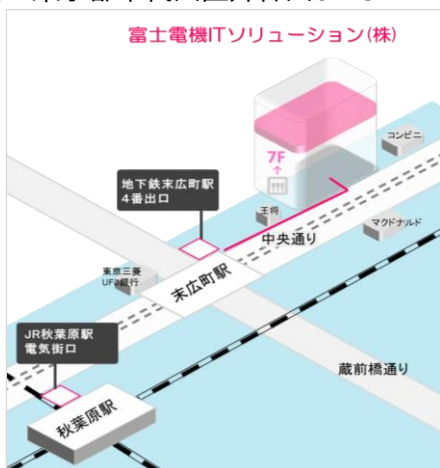 富士電機ITソリューション(株)
コンビニ
7F
↑
地下鉄末広町駅
4番出口
王将
中央通り
マクドナルド
東京三菱
UFJ銀行
末広町駅
JR秋葉原駅
電気街口
蔵前橋通り
秋葉原駅